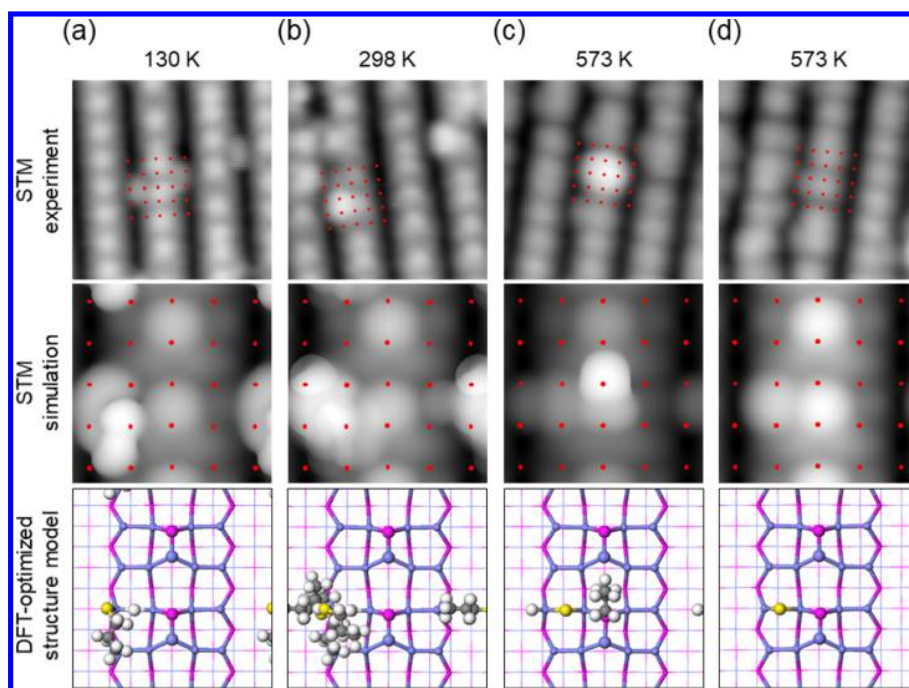 (a) (b) (c) (d)
130 K 298 K 573 K 573 K
STM
experiment
STM
simulation
DFT-optimized
structure model